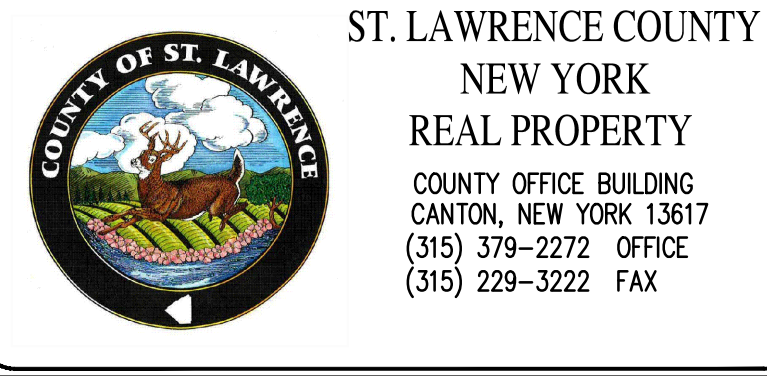 COUNTY OF ST. LAWRENCE
ST. LAWRENCE COUNTY
NEW YORK
REAL PROPERTY
COUNTY OFFICE BUILDING
CANTON, NEW YORK 13617
(315) 379-2272 OFFICE
(315) 229-3222 FAX